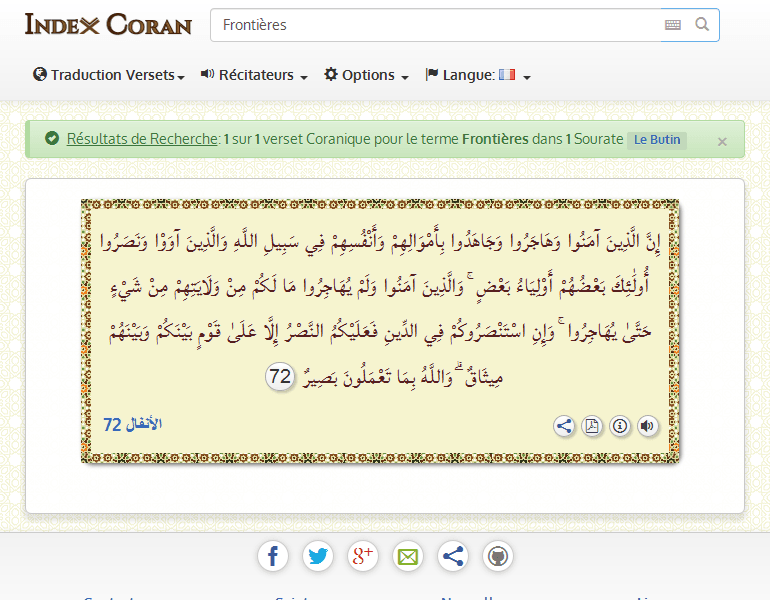 INDEX CORAN
Frontières
Traduction Versets
Récitateurs
Options
Langue:
Résultats de Recherche: 1 sur 1 verset Coranique pour le terme Frontières dans 1 Sourate Le Butin ×
إِنَّ الَّذِينَ آمَنُوا وَهَاجَرُوا وَجَاهَدُوا بِأَمْوَالِهِمْ وَأَنْفُسِهِمْ فِي سَبِيلِ اللَّهِ وَالَّذِينَ آوَوْا وَنَصَرُوا
أُولَٰئِكَ بَعْضُهُمْ أَوْلِيَاءُ بَعْضٍ ۚ وَالَّذِينَ آمَنُوا وَلَمْ يُهَاجِرُوا مَا لَكُمْ مِنْ وَلَايَتِهِمْ مِنْ شَيْءٍ
حَتَّىٰ يُهَاجِرُوا ۚ وَإِنِ اسْتَنْصَرُوكُمْ فِي الدِّينِ فَعَلَيْكُمُ النَّصْرُ إِلَّا عَلَىٰ قَوْمٍ بَيْنَكُمْ وَبَيْنَهُمْ
مِيثَاقٌ ۗ وَاللَّهُ بِمَا تَعْمَلُونَ بَصِيرٌ 72
الأنفال 72